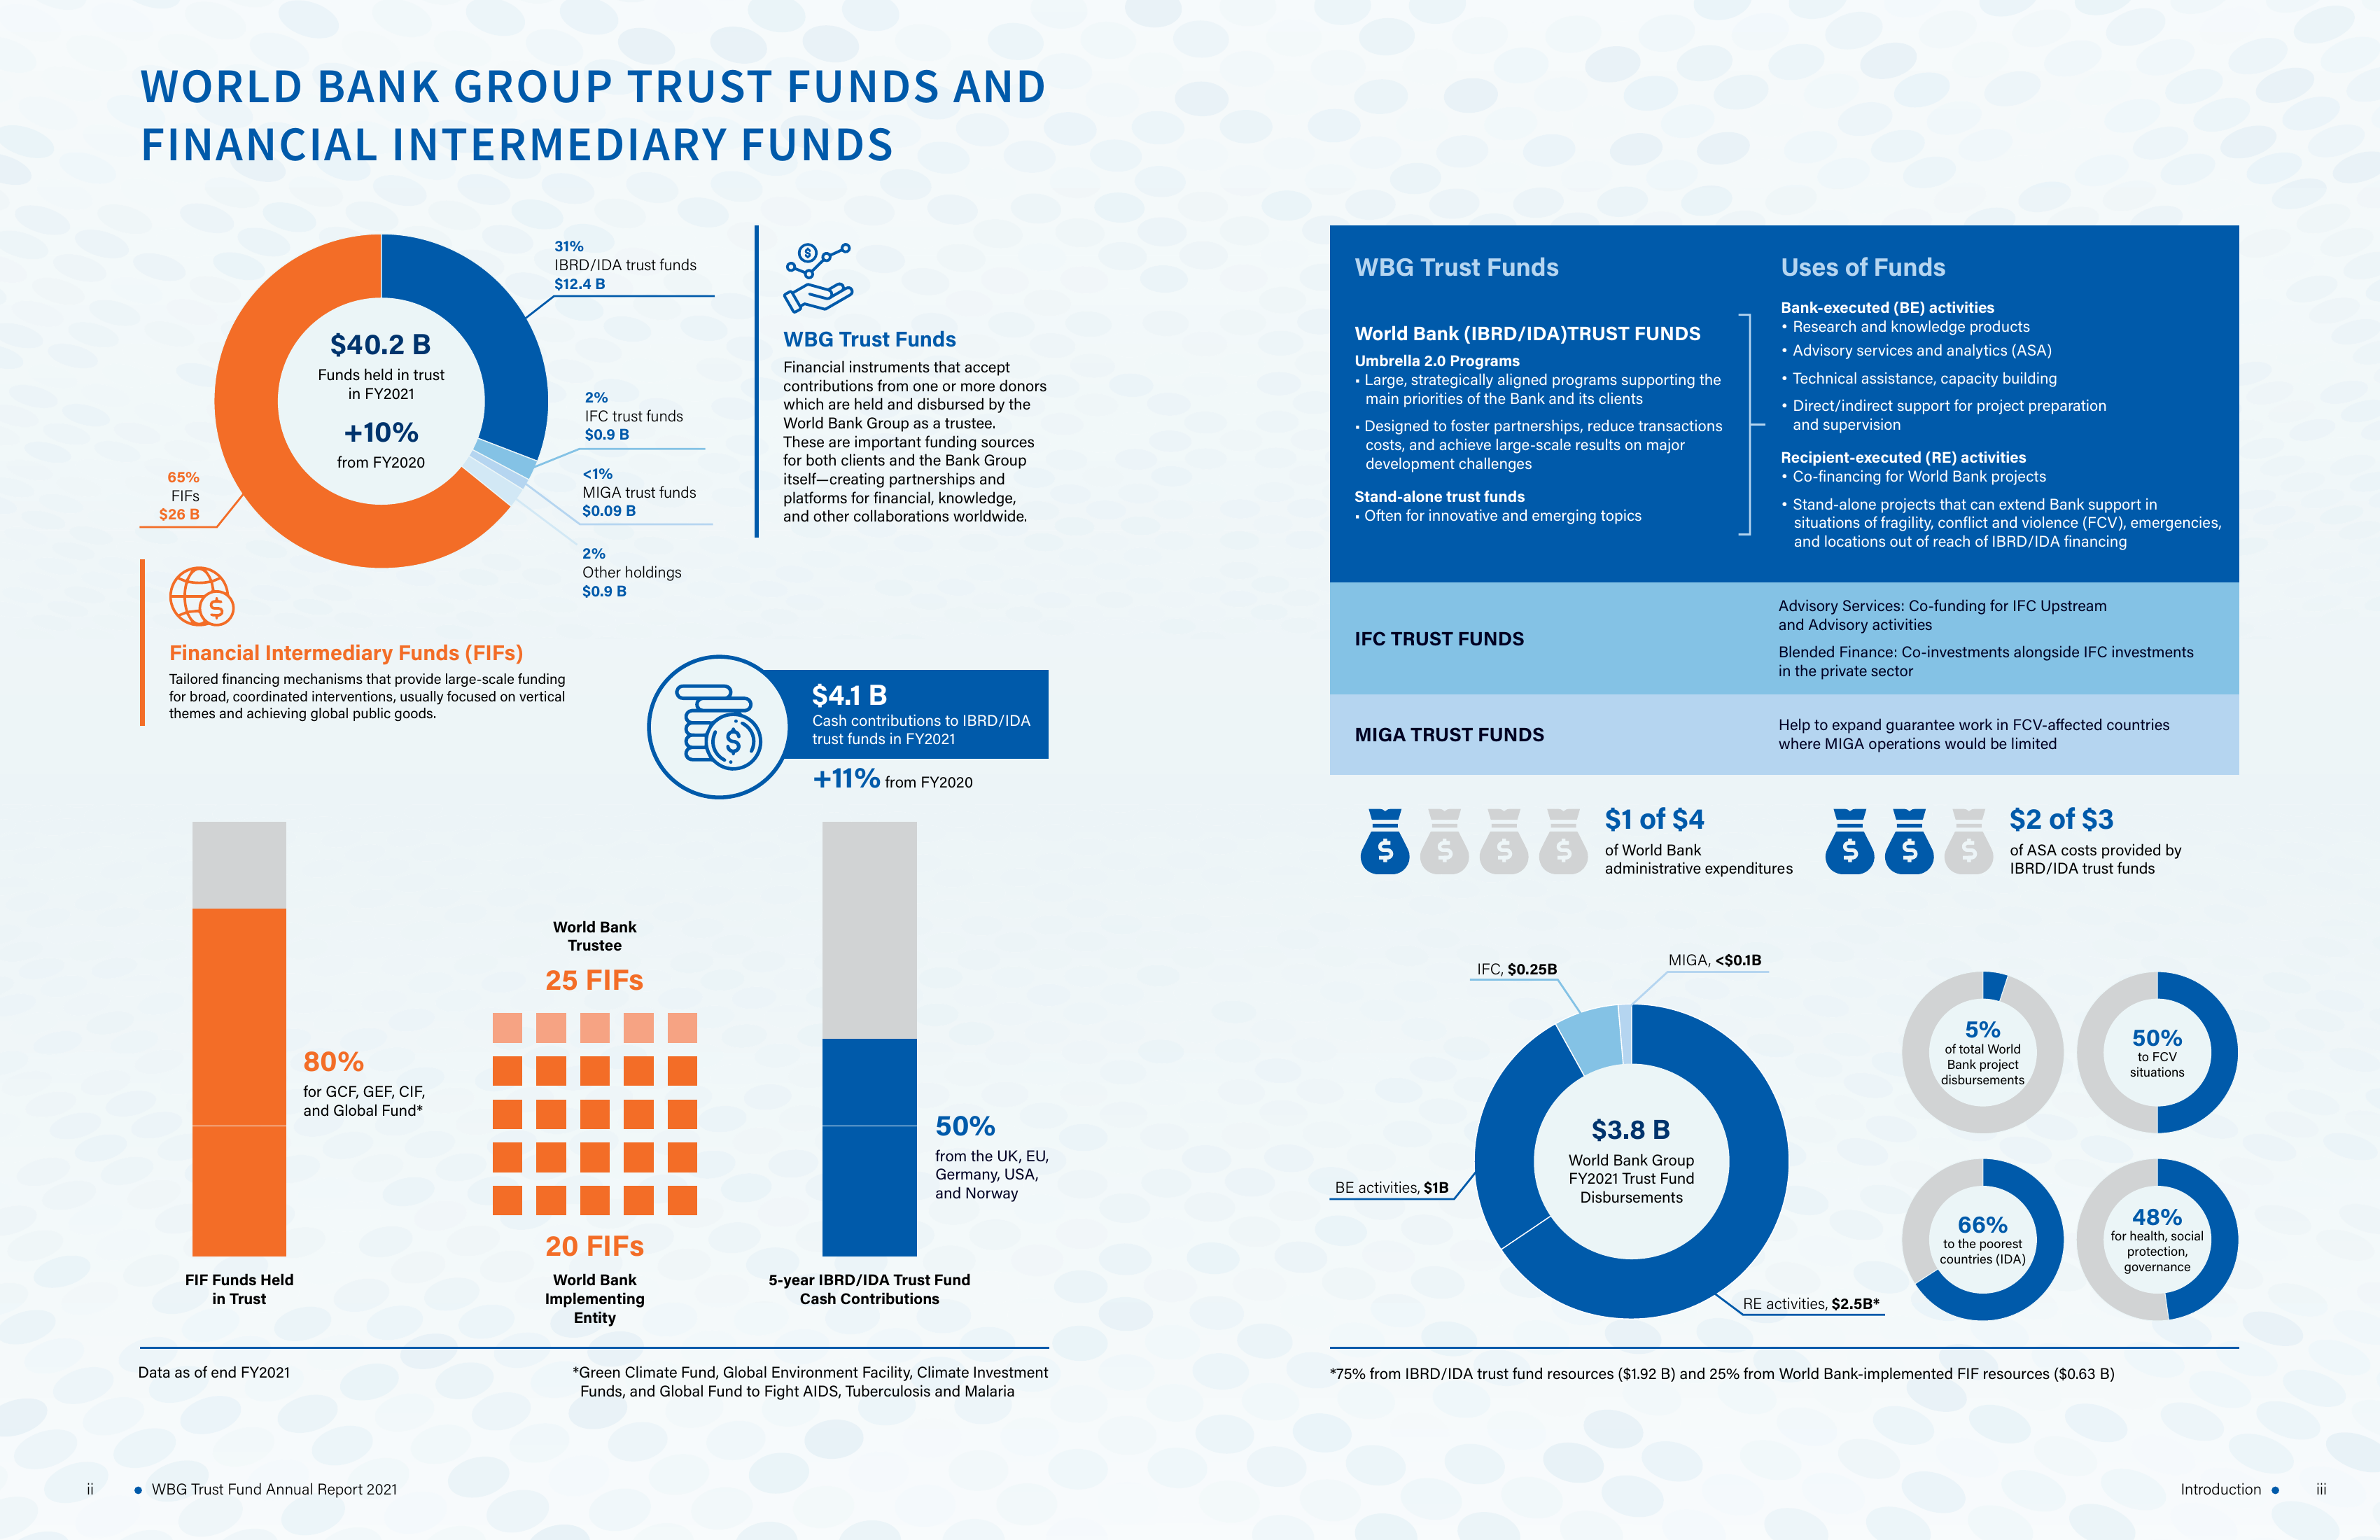 WORLD BANK GROUP TRUST FUNDS AND
FINANCIAL INTERMEDIARY FUNDS
$40.2 B
Funds held in trust
in FY2021
+10%
from FY2020
31%
IBRD/IDA trust funds
$12.4 B
2%
IFC trust funds
$0.9 B
<1%
MIGA trust funds
$0.09 B
2%
Other holdings
$0.9 B
65%
FIFs
$26 B
WBG Trust Funds
Financial instruments that accept
contributions from one or more donors
which are held and disbursed by the
World Bank Group as a trustee.
These are important funding sources
for both clients and the Bank Group
itself—creating partnerships and
platforms for financial, knowledge,
and other collaborations worldwide.
Financial Intermediary Funds (FIFs)
Tailored financing mechanisms that provide large-scale funding
for broad, coordinated interventions, usually focused on vertical
themes and achieving global public goods.
$4.1 B
Cash contributions to IBRD/IDA
trust funds in FY2021
+11% from FY2020
80%
for GCF, GEF, CIF,
and Global Fund*
FIF Funds Held
in Trust
World Bank
Trustee
25 FIFs
20 FIFs
World Bank
Implementing
Entity
50%
from the UK, EU,
Germany, USA,
and Norway
5-year IBRD/IDA Trust Fund
Cash Contributions
Data as of end FY2021
*Green Climate Fund, Global Environment Facility, Climate Investment
Funds, and Global Fund to Fight AIDS, Tuberculosis and Malaria
ii • WBG Trust Fund Annual Report 2021
WBG Trust Funds
World Bank (IBRD/IDA)TRUST FUNDS
Umbrella 2.0 Programs
• Large, strategically aligned programs supporting the
main priorities of the Bank and its clients
• Designed to foster partnerships, reduce transactions
costs, and achieve large-scale results on major
development challenges
Stand-alone trust funds
• Often for innovative and emerging topics
Uses of Funds
Bank-executed (BE) activities
• Research and knowledge products
• Advisory services and analytics (ASA)
• Technical assistance, capacity building
• Direct/indirect support for project preparation
and supervision
Recipient-executed (RE) activities
• Co-financing for World Bank projects
• Stand-alone projects that can extend Bank support in
situations of fragility, conflict and violence (FCV), emergencies,
and locations out of reach of IBRD/IDA financing
IFC TRUST FUNDS
Advisory Services: Co-funding for IFC Upstream
and Advisory activities
Blended Finance: Co-investments alongside IFC investments
in the private sector
MIGA TRUST FUNDS
Help to expand guarantee work in FCV-affected countries
where MIGA operations would be limited
$1 of $4
of World Bank
administrative expenditures
$2 of $3
of ASA costs provided by
IBRD/IDA trust funds
IFC, $0.25B
MIGA, <$0.1B
$3.8 B
World Bank Group
FY2021 Trust Fund
Disbursements
BE activities, $1B
RE activities, $2.5B*
5%
of total World
Bank project
disbursements
50%
to FCV
situations
66%
to the poorest
countries (IDA)
48%
for health, social
protection,
governance
*75% from IBRD/IDA trust fund resources ($1.92 B) and 25% from World Bank-implemented FIF resources ($0.63 B)
Introduction • iii